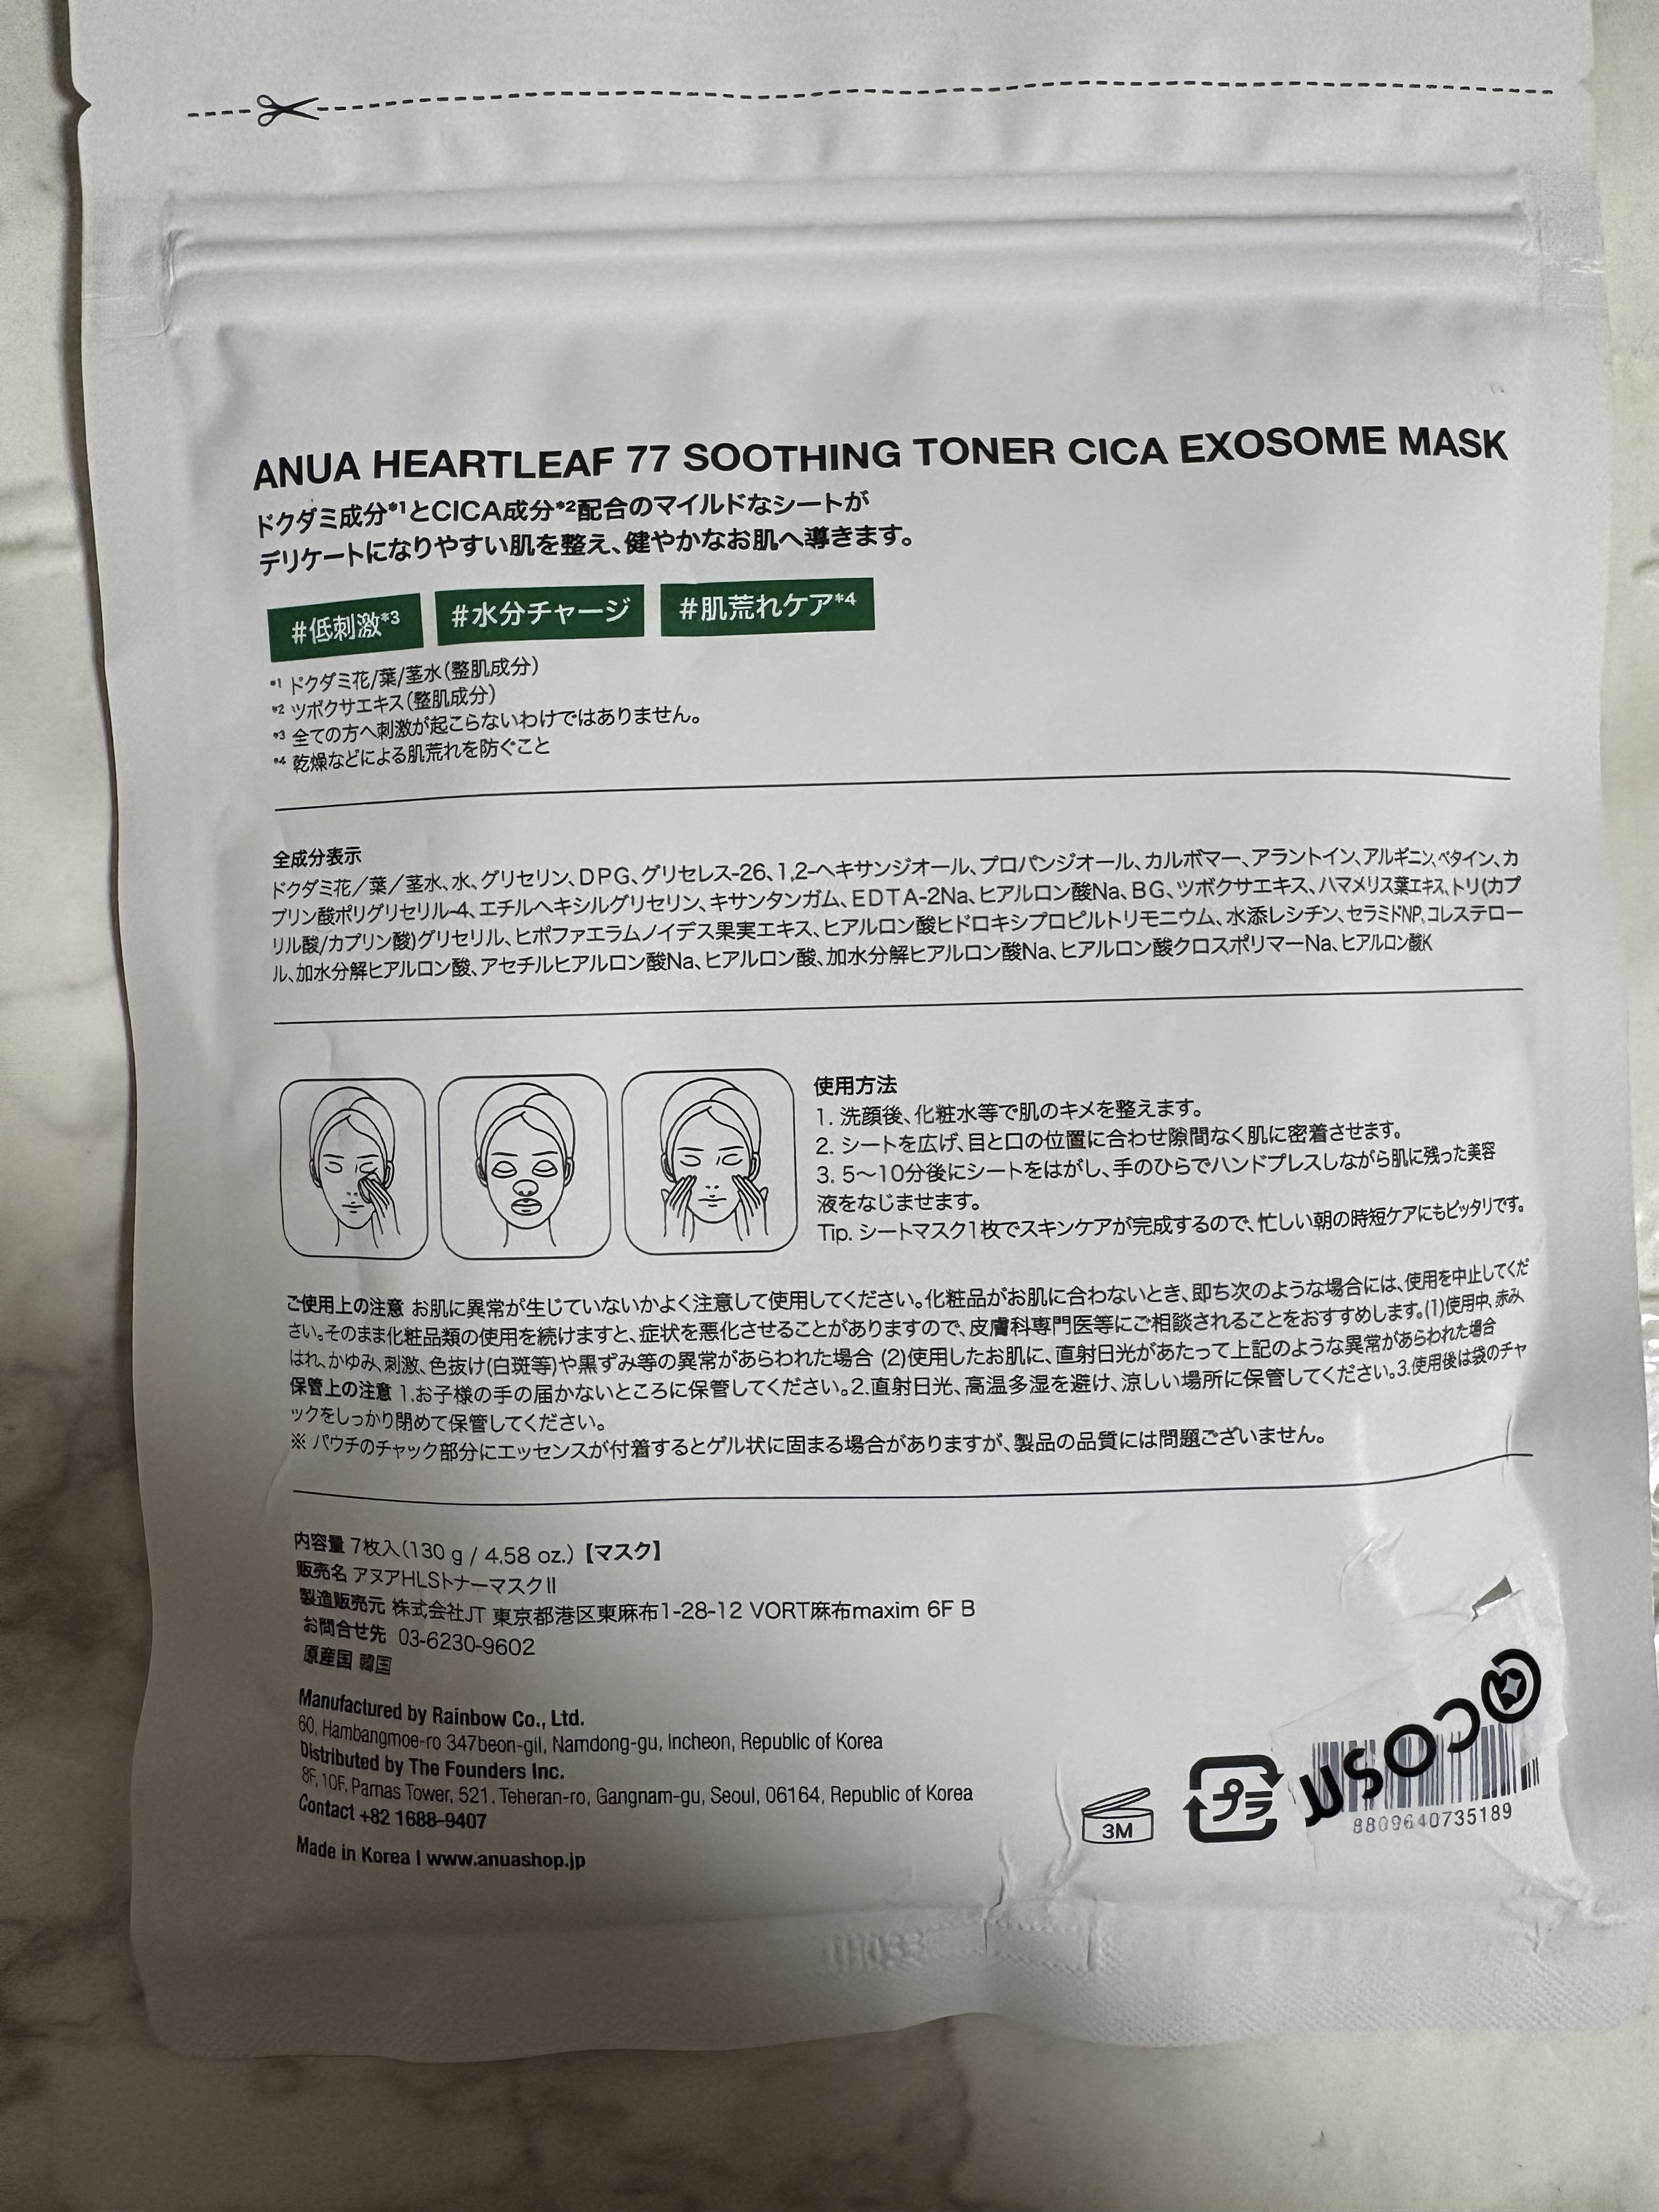 ANUA HEARTLEAF 77 SOOTHING TONER CICA EXOSOME MASK
ドクダミ成分*1とCICA成分*2配合のマイルドなシートが
デリケートになりやすい肌を整え、健やかなお肌へ導きます。
#低刺激*3 #水分チャージ #肌荒れケア*4
*1 ドクダミ花/葉/茎水(整肌成分)
*2 ツボクサエキス(整肌成分)
*3 全ての方へ刺激が起こらないわけではありません。
*4 乾燥などによる肌荒れを防ぐこと
全成分表示
ドクダミ花/葉/茎水、水、グリセリン、DPG、グリセレス-26、1,2-ヘキサンジオール、プロパンジオール、カルボマー、アラントイン、アルギニン、ベタイン、カ
プリン酸ポリグリセリル-4、エチルヘキシルグリセリン、キサンタンガム、EDTA-2Na、ヒアルロン酸Na、BG、ツボクサエキス、ハマメリス葉エキス、トリ(カプ
リル酸/カプリン酸)グリセリル、ヒポファエラムノイデス果実エキス、ヒアルロン酸ヒドロキシプロピルトリモニウム、水添レシチン、セラミドNP、コレステロー
ル、加水分解ヒアルロン酸、アセチルヒアルロン酸Na、ヒアルロン酸、加水分解ヒアルロン酸Na、ヒアルロン酸クロスポリマーNa、ヒアルロン酸K
使用方法
1. 洗顔後、化粧水等で肌のキメを整えます。
2. シートを広げ、目と口の位置に合わせ隙間なく肌に密着させます。
3. 5〜10分後にシートをはがし、手のひらでハンドプレスしながら肌に残った美容
液をなじませます。
Tip. シートマスク1枚でスキンケアが完成するので、忙しい朝の時短ケアにもピッタリです。
ご使用上の注意 お肌に異常が生じていないかよく注意して使用してください。化粧品がお肌に合わないとき、即ち次のような場合には、使用を中止してくだ
さい。そのまま化粧品類の使用を続けますと、症状を悪化させることがありますので、皮膚科専門医等にご相談されることをおすすめします。(1)使用中、赤み、
はれ、かゆみ、刺激、色抜け(白斑等)や黒ずみ等の異常があらわれた場合 (2)使用したお肌に、直射日光があたって上記のような異常があらわれた場合
保管上の注意 1.お子様の手の届かないところに保管してください。2.直射日光、高温多湿を避け、涼しい場所に保管してください。3.使用後は袋のチャ
ックをしっかり閉めて保管してください。
※ パウチのチャック部分にエッセンスが付着するとゲル状に固まる場合がありますが、製品の品質には問題ございません。
内容量 7枚入(130 g / 4.58 oz.)【マスク】
販売名 アヌアHLSトナーマスクⅡ
製造販売元 株式会社JT 東京都港区東麻布1-28-12 VORT麻布maxim 6F B
お問合せ先 03-6230-9602
原産国 韓国
Manufactured by Rainbow Co., Ltd.
60, Hambangmoe-ro 347beon-gil, Namdong-gu, Incheon, Republic of Korea
Distributed by The Founders Inc.
8F, 10F, Parnas Tower, 521, Teheran-ro, Gangnam-gu, Seoul, 06164, Republic of Korea
Contact +82 1688-9407
Made in Korea | www.anuashop.jp
3M
プラ
@cosm
8809640735189